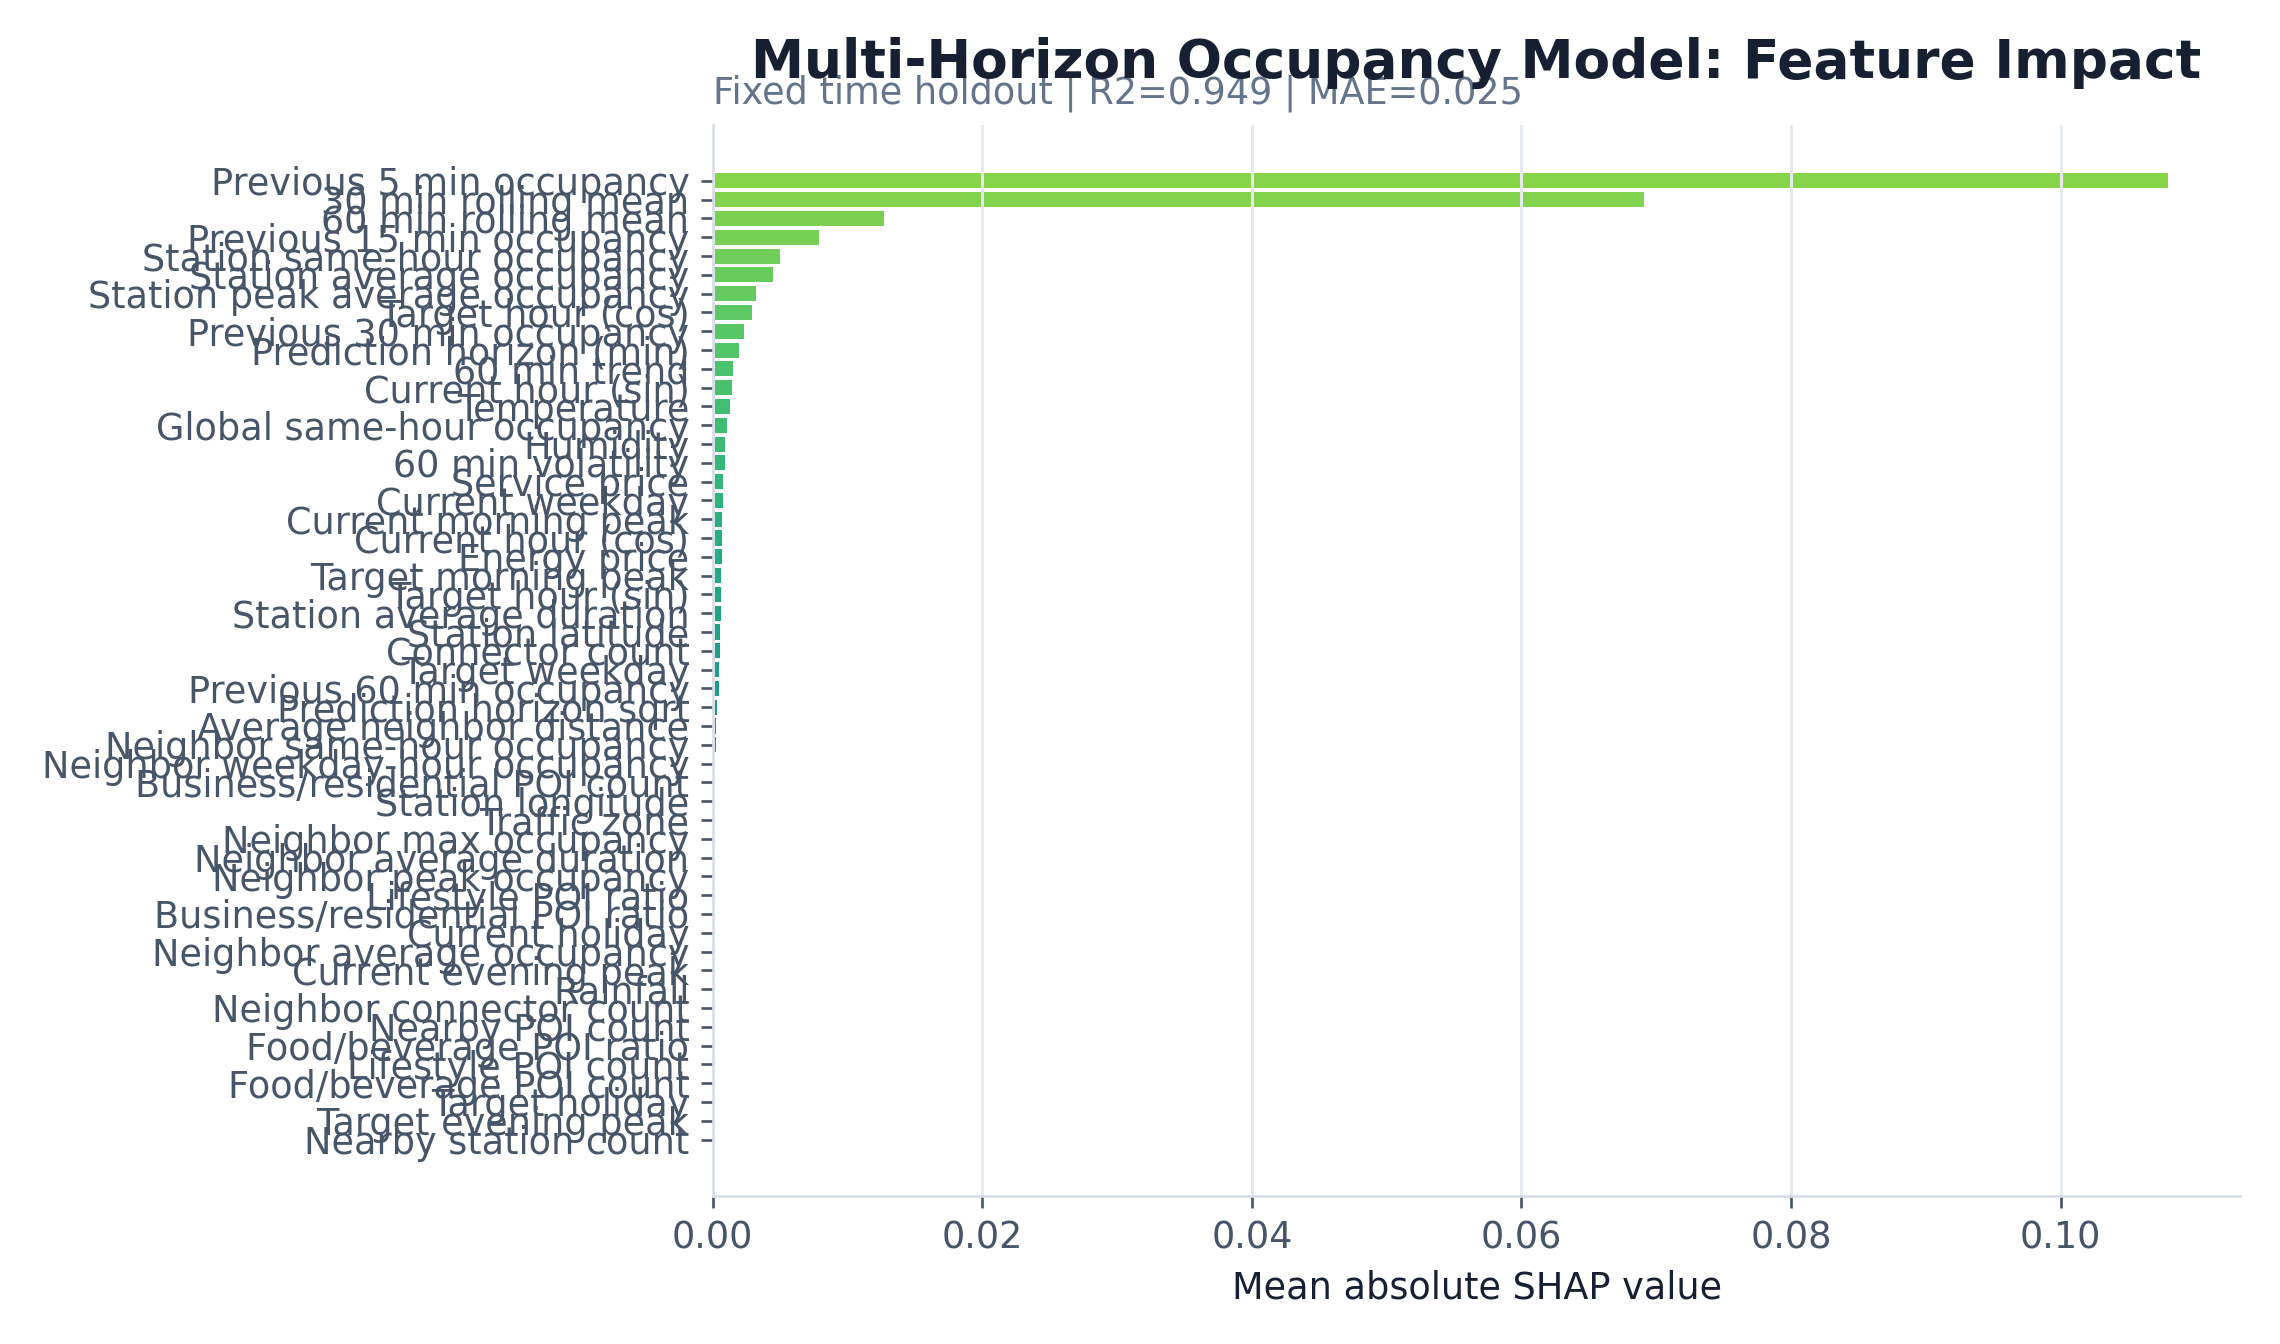 Multi-Horizon Occupancy Model: Feature Impact
Fixed time holdout | R2=0.949 | MAE=0.025
Previous 5 min occupancy
30 min rolling mean
60 min rolling mean
Previous 15 min occupancy
Station same-hour occupancy
Station average occupancy
Station peak average occupancy
Target hour (cos)
Previous 30 min occupancy
Prediction horizon (min)
60 min trend
Current hour (sin)
Temperature
Global same-hour occupancy
Humidity
60 min volatility
Service price
Current weekday
Current morning peak
Current hour (cos)
Energy price
Target morning peak
Target hour (sin)
Station average duration
Station latitude
Connector count
Target weekday
Previous 60 min occupancy
Prediction horizon sqrt
Average neighbor distance
Neighbor same-hour occupancy
Neighbor weekday-hour occupancy
Business/residential POI count
Station longitude
Traffic zone
Neighbor max occupancy
Neighbor average duration
Neighbor peak occupancy
Lifestyle POI ratio
Business/residential POI ratio
Current holiday
Neighbor average occupancy
Current evening peak
Rainfall
Neighbor connector count
Nearby POI count
Food/beverage POI ratio
Lifestyle POI count
Food/beverage POI count
Target holiday
Target evening peak
Nearby station count
0.00 0.02 0.04 0.06 0.08 0.10
Mean absolute SHAP value